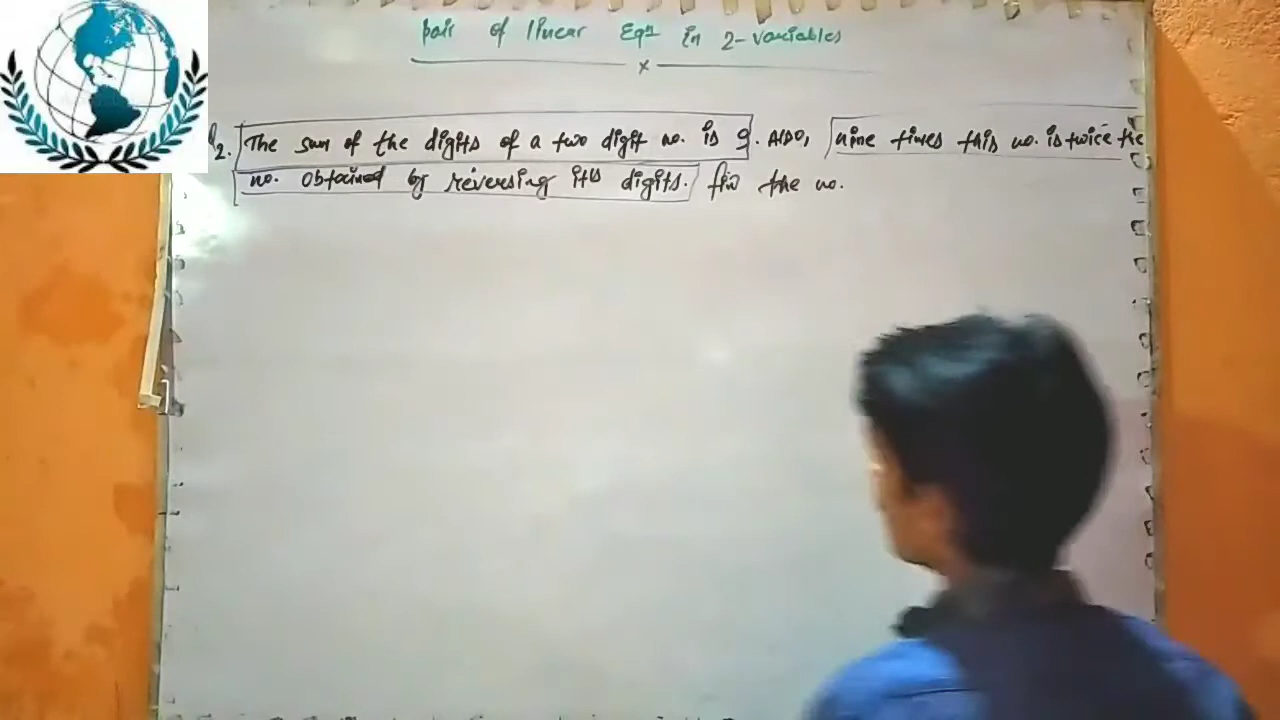 pair of linear Eqn in 2-variables
Q2. The sum of the digits of a two digit no. is 9. Also, nine times this no. is twice the
no. obtained by reversing its digits. fin the no.